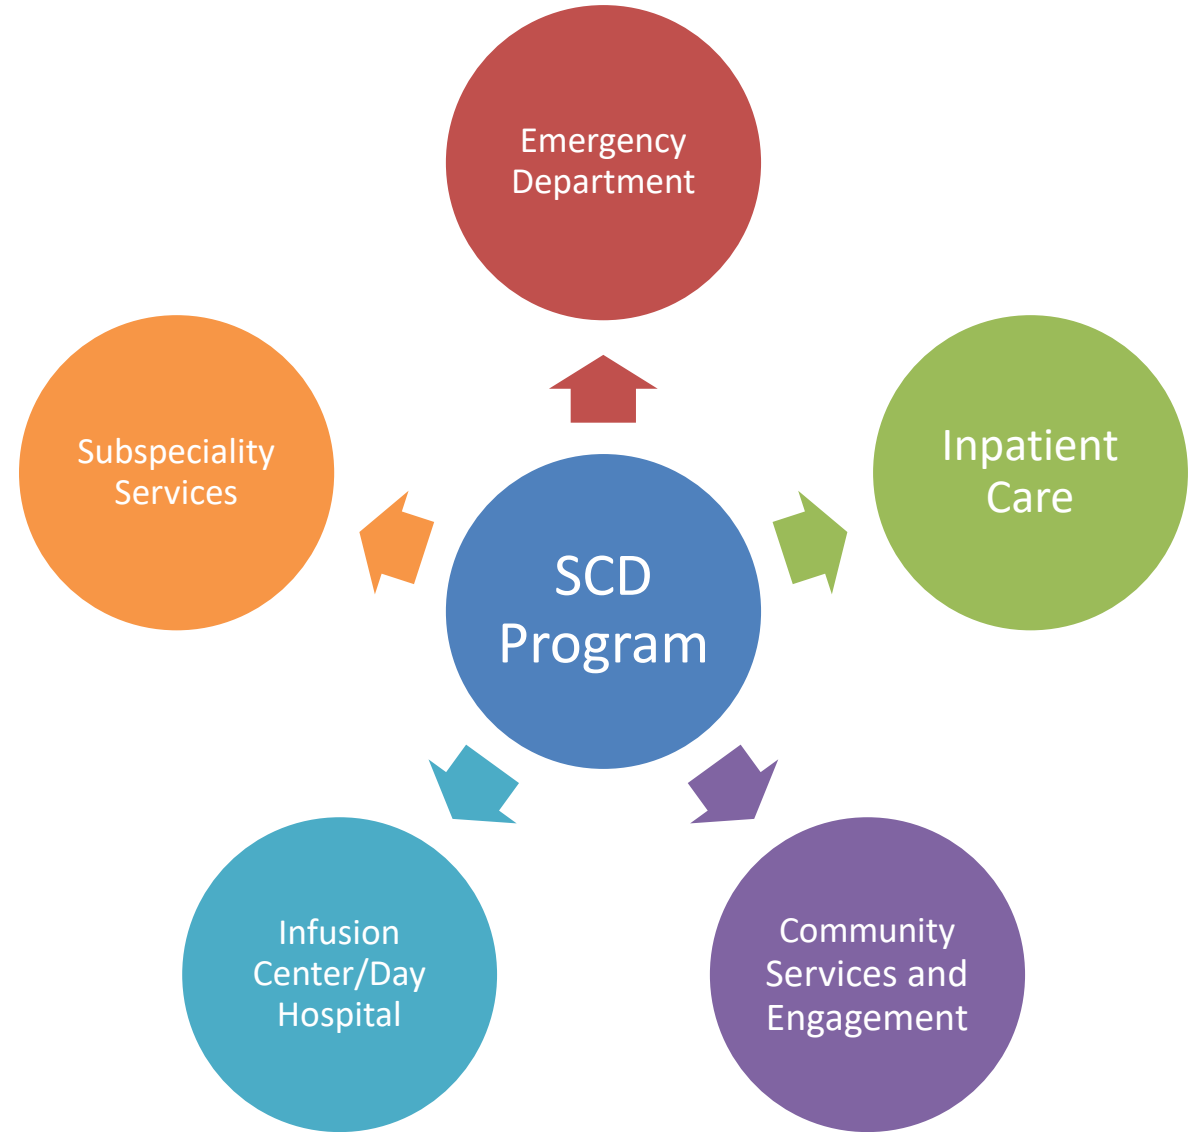 Emergency
Department
Subspeciality
Services
Inpatient
Care
SCD
Program
Infusion
Center/Day
Hospital
Community
Services and
Engagement